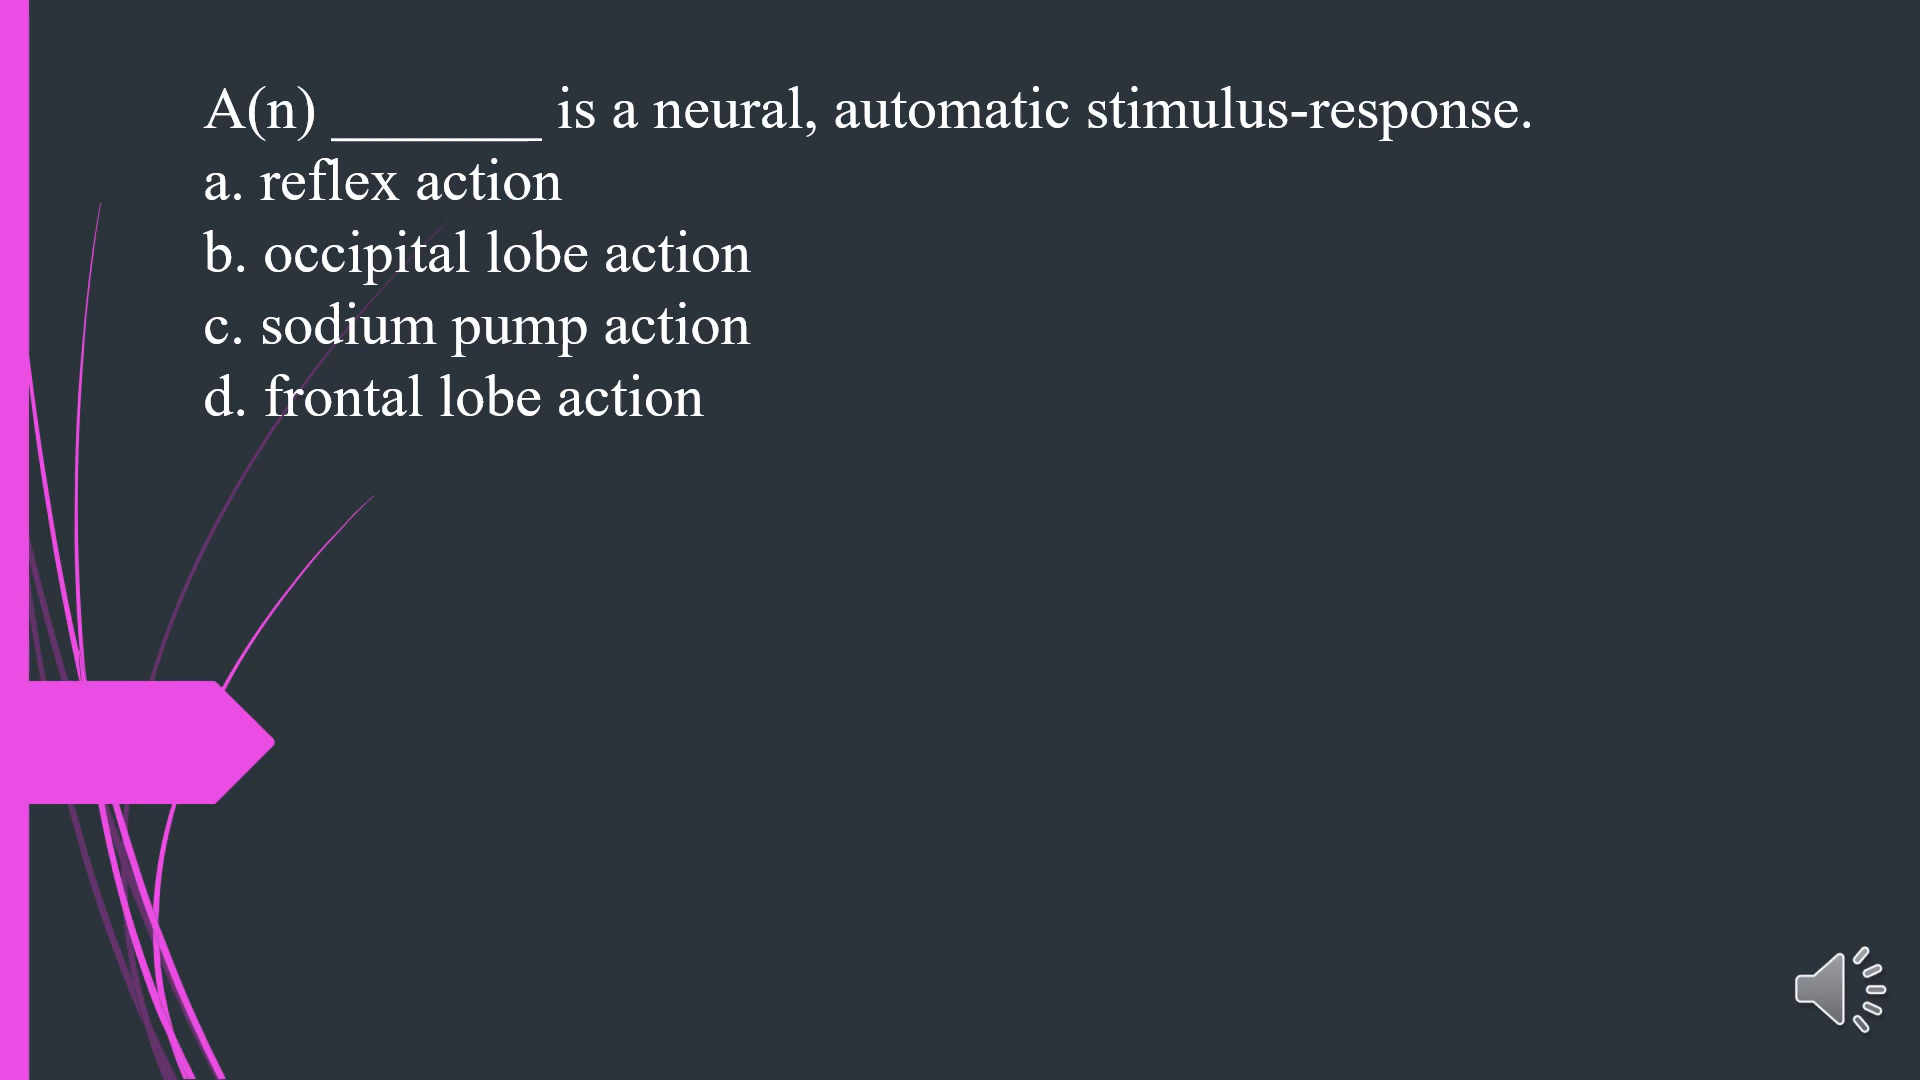 A(n) _______ is a neural, automatic stimulus-response.
a. reflex action
b. occipital lobe action
c. sodium pump action
d. frontal lobe action